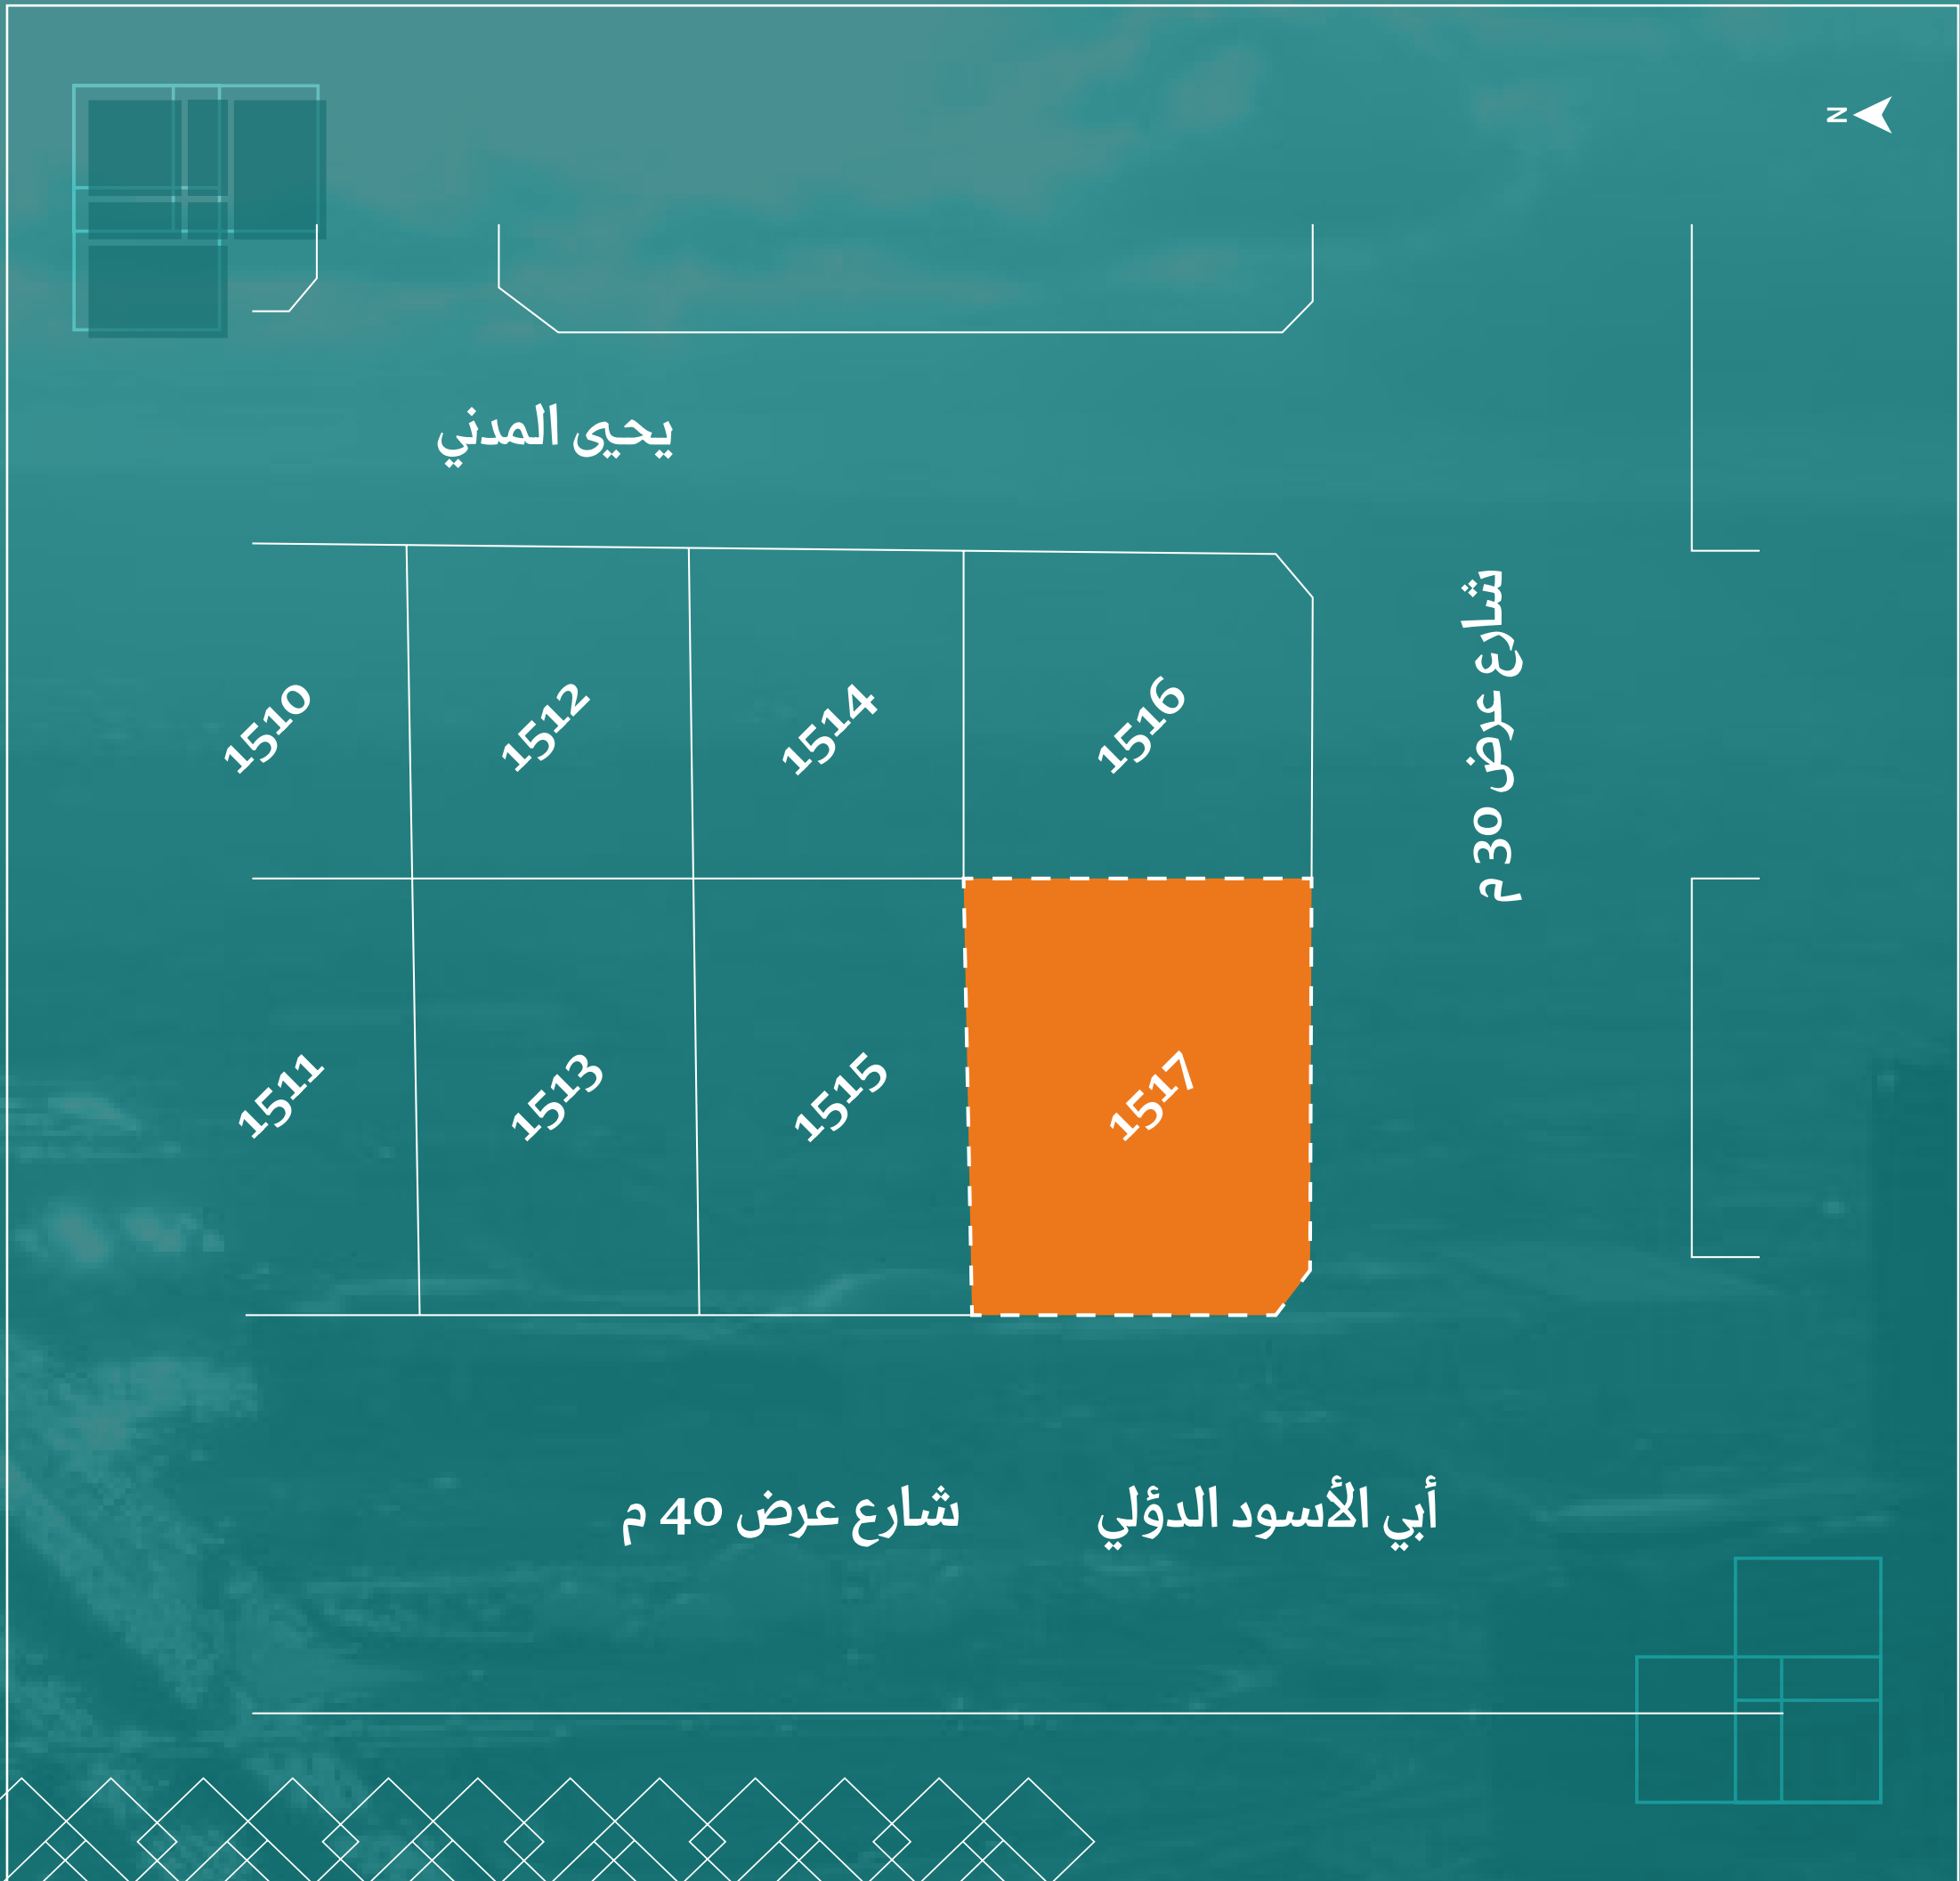 N
يحيى المدني
شارع عرض 30 م
1510
1512
1514
1516
1511
1513
1515
1517
أبي الأسود الدؤلي
شارع عرض 40 م